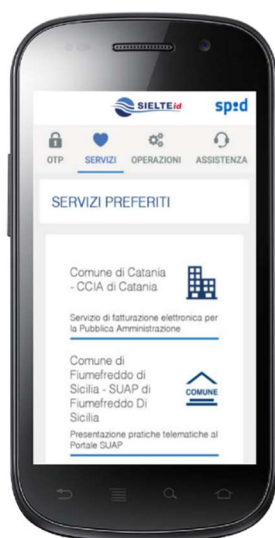 SIELTEid
sp:d
OTP SERVIZI OPERAZIONI ASSISTENZA
SERVIZI PREFERITI
Comune di Catania
- CCIA di Catania
Servizio di fatturazione elettronica per
la Pubblica Amministrazione
Comune di
Fiumefreddo di
Sicilia - SUAP di
Fiumefreddo Di
Sicilia
COMUNE
Presentazione pratiche telematiche al
Portale SUAP